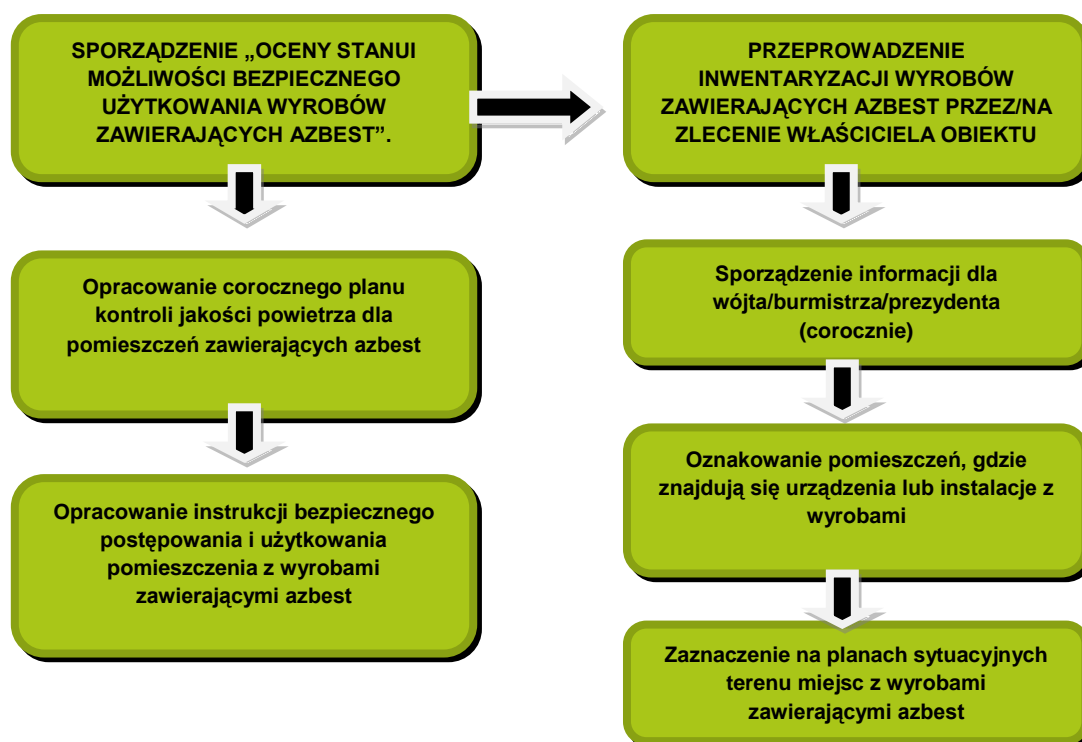 SPORZĄDZENIE „OCENY STANUI
MOŻLIWOŚCI BEZPIECZNEGO
UŻYTKOWANIA WYROBÓW
ZAWIERAJĄCYCH AZBEST”.
Opracowanie corocznego planu
kontroli jakości powietrza dla
pomieszczeń zawierających azbest
Opracowanie instrukcji bezpiecznego
postępowania i użytkowania
pomieszczenia z wyrobami
zawierającymi azbest
PRZEPROWADZENIE
INWENTARYZACJI WYROBÓW
ZAWIERAJĄCYCH AZBEST PRZEZ/NA
ZLECENIE WŁAŚCICIELA OBIEKTU
Sporządzenie informacji dla
wójta/burmistrza/prezydenta
(corocznie)
Oznakowanie pomieszczeń, gdzie
znajdują się urządzenia lub instalacje z
wyrobami
Zaznaczenie na planach sytuacyjnych
terenu miejsc z wyrobami
zawierającymi azbest